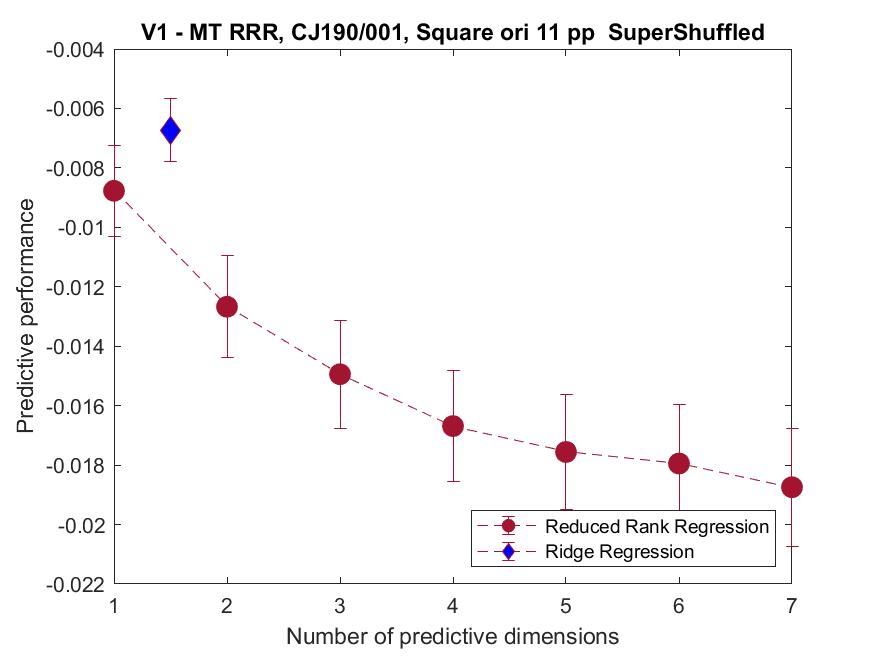 V1 - MT RRR, CJ190/001, Square ori 11 pp  SuperShuffled
-0.004
-0.006
-0.008
-0.01
-0.012
-0.014
-0.016
-0.018
-0.02
-0.022
Predictive performance
Reduced Rank Regression
Ridge Regression
1 2 3 4 5 6 7
Number of predictive dimensions